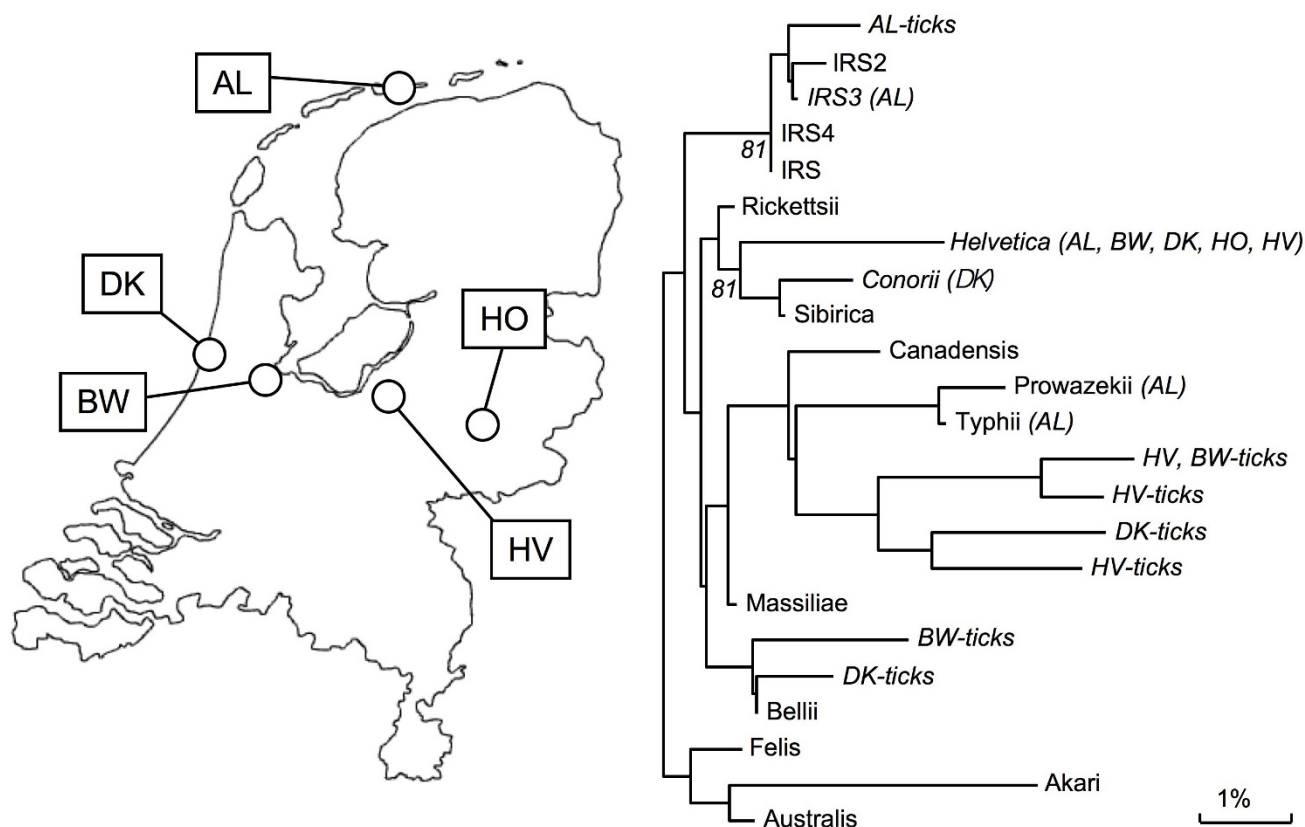 AL
DK
BW
HO
HV
AL-ticks
IRS2
IRS3 (AL)
IRS4
81
IRS
Rickettsii
Helvetica (AL, BW, DK, HO, HV)
Conorii (DK)
81
Sibirica
Canadensis
Prowazekii (AL)
Typhii (AL)
HV, BW-ticks
HV-ticks
DK-ticks
HV-ticks
Massiliae
BW-ticks
DK-ticks
Bellii
Felis
Akari
Australis
1%